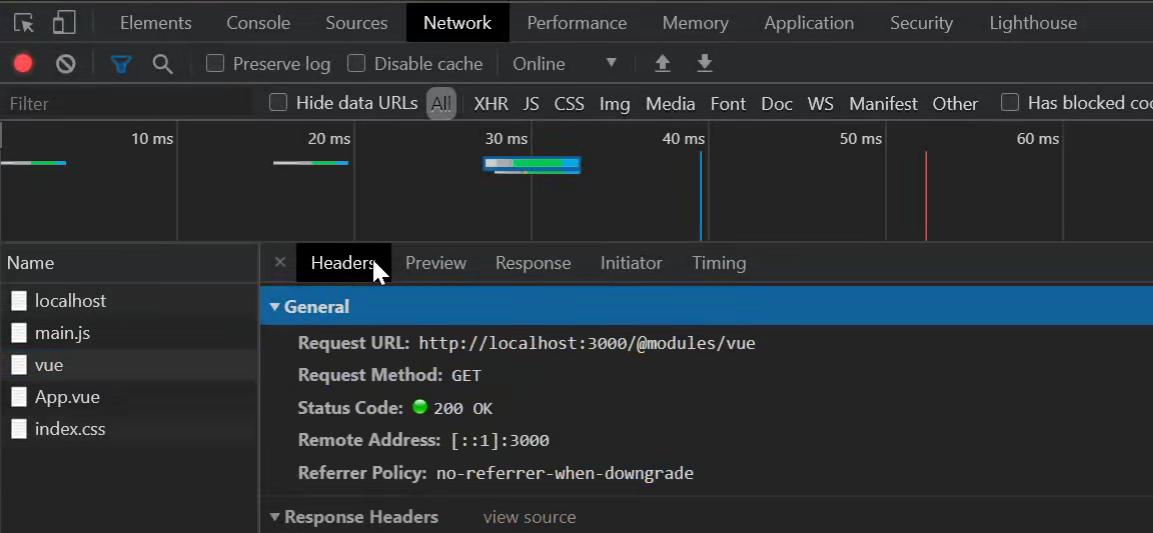 Elements Console Sources Network Performance Memory Application Security Lighthouse
Preserve log Disable cache Online
Filter Hide data URLs All XHR JS CSS Img Media Font Doc WS Manifest Other Has blocked coo
10 ms 20 ms 30 ms 40 ms 50 ms 60 ms
Name
localhost
main.js
vue
App.vue
index.css
Headers Preview Response Initiator Timing
General
Request URL: http://localhost:3000/@modules/vue
Request Method: GET
Status Code: 200 OK
Remote Address: [::1]:3000
Referrer Policy: no-referrer-when-downgrade
Response Headers view source